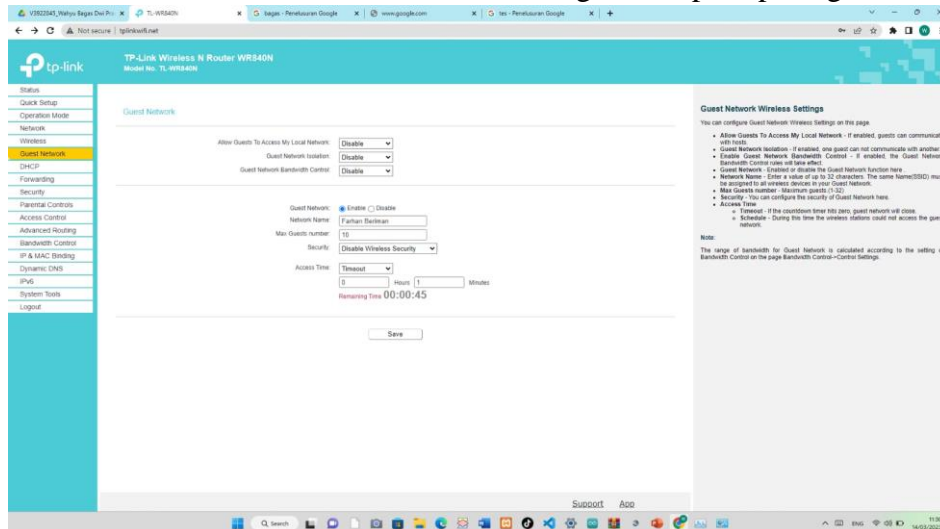 V3922045_Wahyu Bagas Dwi Pro
TL-WR840N
bagas - Penelusuran Google
www.google.com
tes - Penelusuran Google
Not secure | tplinkwifi.net
tp-link
TP-Link Wireless N Router WR840N
Model No. TL-WR840N
Status
Quick Setup
Operation Mode
Network
Wireless
Guest Network
DHCP
Forwarding
Security
Parental Controls
Access Control
Advanced Routing
Bandwidth Control
IP & MAC Binding
Dynamic DNS
IPv6
System Tools
Logout
Guest Network
Allow Guests To Access My Local Network: Disable
Guest Network Isolation: Disable
Guest Network Bandwidth Control: Disable
Guest Network: Enable Disable
Network Name: Farhan Beriman
Max Guests number: 10
Security: Disable Wireless Security
Access Time: Timeout
0 Hours 1 Minutes
Remaining Time 00:00:45
Save
Guest Network Wireless Settings
You can configure Guest Network Wireless Settings on this page.
Allow Guests To Access My Local Network - If enabled, guests can communicat
with hosts.
Guest Network Isolation - If enabled, one guest can not communicate with another
Enable Guest Network Bandwidth Control - If enabled, the Guest Networ
Bandwidth Control rules will take effect.
Guest Network - Enabled or disable the Guest Network function here.
Network Name - Enter a value of up to 32 characters. The same Name(SSID) mus
be assigned to all wireless devices in your Guest Network.
Max Guests number - Maximum guests (1-32)
Security - You can configure the security of Guest Network here.
Access Time
Timeout - If the countdown timer hits zero, guest network will close.
Schedule - During this time the wireless stations could not access the gues
network.
Note:
The range of bandwidth for Guest Network is calculated according to the setting o
Bandwidth Control on the page Bandwidth Control->Control Settings.
Support App
Search
ENG